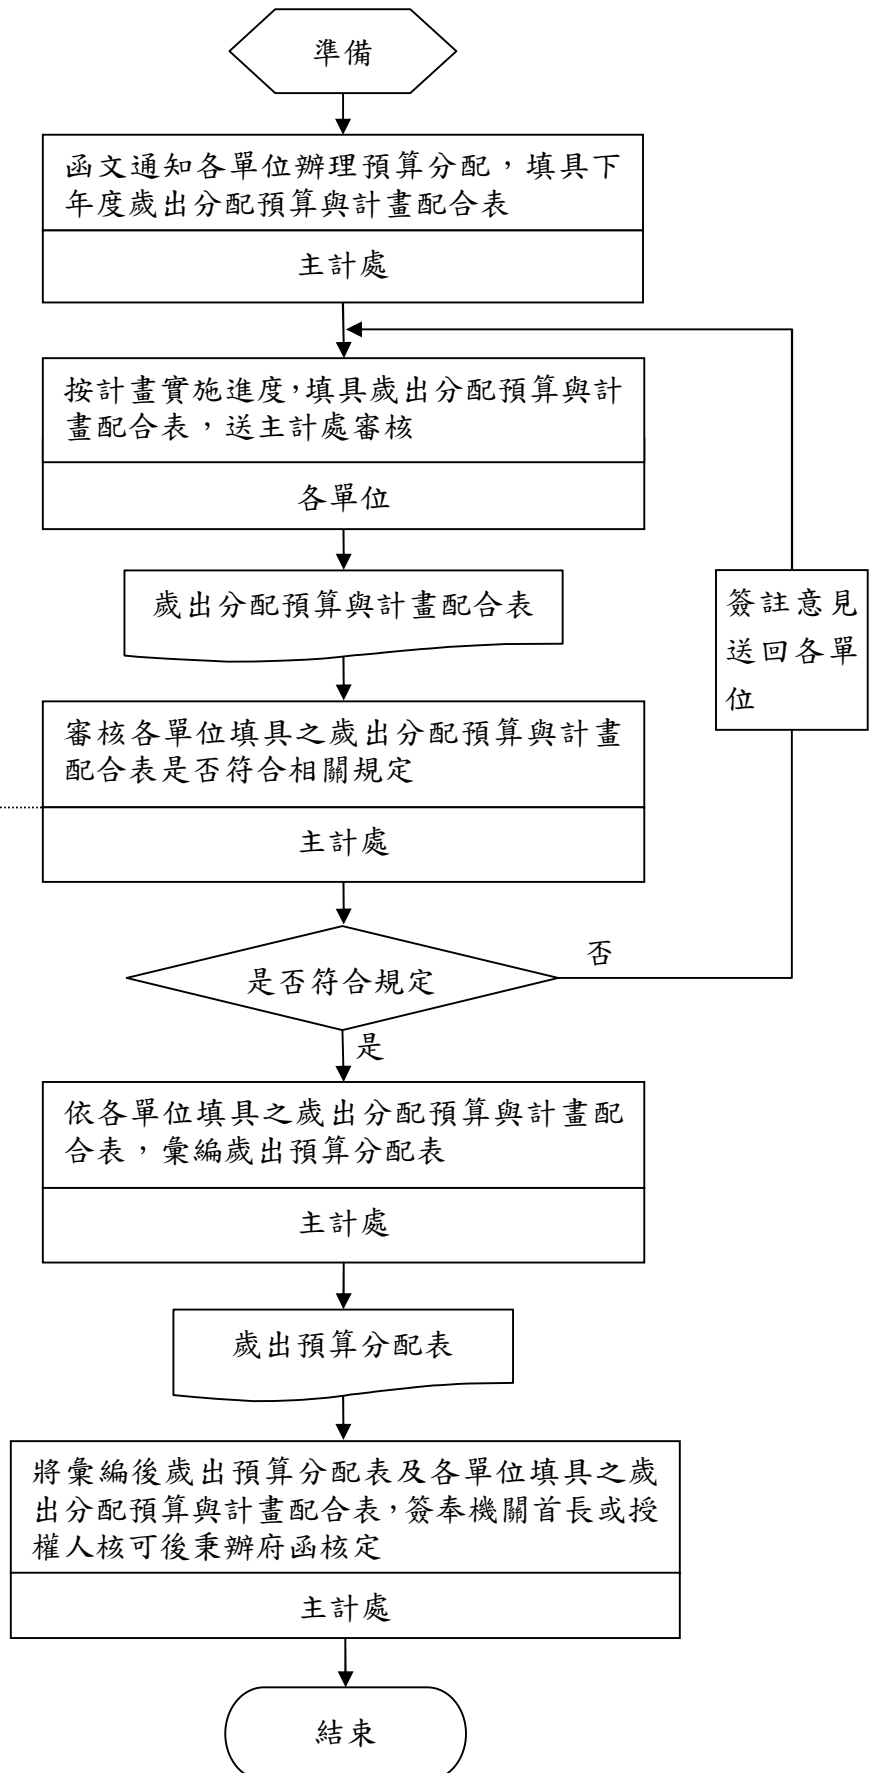 準備
函文通知各單位辦理預算分配，填具下
年度歲出分配預算與計畫配合表
主計處
按計畫實施進度，填具歲出分配預算與計
畫配合表，送主計處審核
各單位
歲出分配預算與計畫配合表
簽註意見
送回各單
位
審核各單位填具之歲出分配預算與計畫
配合表是否符合相關規定
主計處
否
是否符合規定
是
依各單位填具之歲出分配預算與計畫配
合表，彙編歲出預算分配表
主計處
歲出預算分配表
將彙編後歲出預算分配表及各單位填具之歲
出分配預算與計畫配合表，簽奉機關首長或授
權人核可後秉辦府函核定
主計處
結束